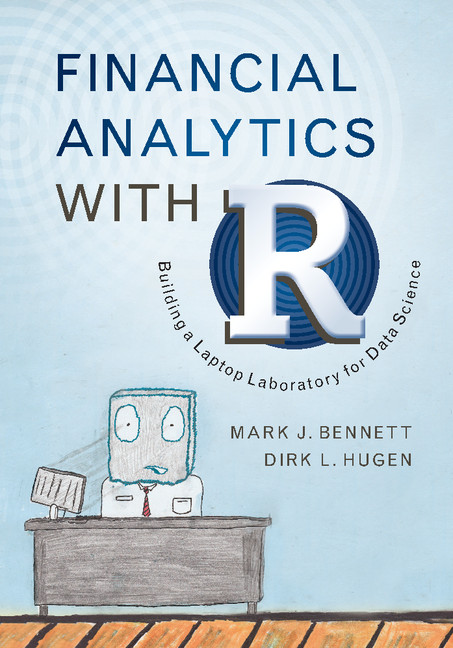 FINANCIAL
ANALYTICS
WITH R
Building a Laptop Laboratory for Data Science
MARK J. BENNETT
DIRK L. HUGEN